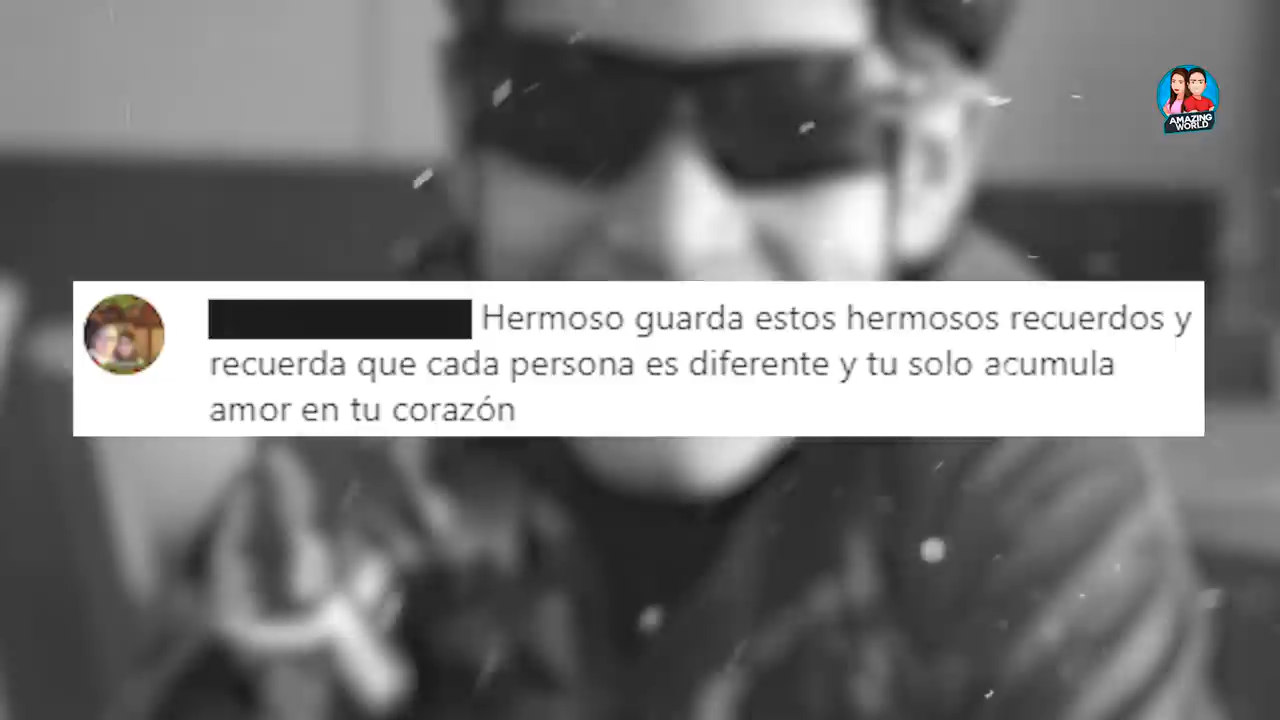 AMAZING
WORLD
Hermoso guarda estos hermosos recuerdos y
recuerda que cada persona es diferente y tu solo acumula
amor en tu corazón